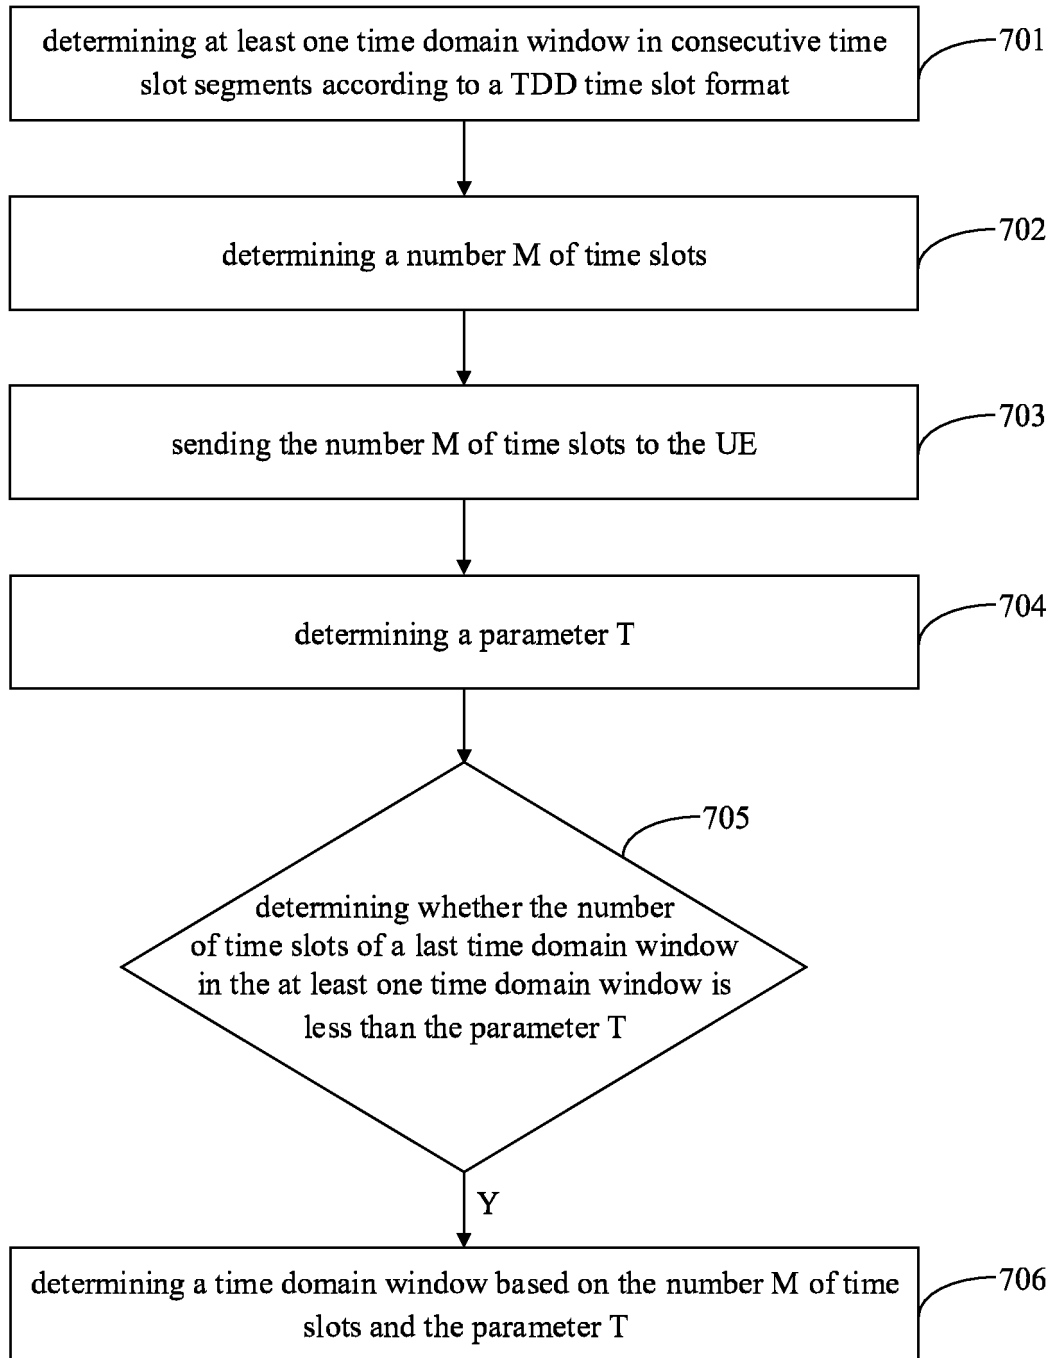 determining at least one time domain window in consecutive time
slot segments according to a TDD time slot format
701
determining a number M of time slots
702
sending the number M of time slots to the UE
703
determining a parameter T
704
705
determining whether the number
of time slots of a last time domain window
in the at least one time domain window is
less than the parameter T
Y
determining a time domain window based on the number M of time
slots and the parameter T
706